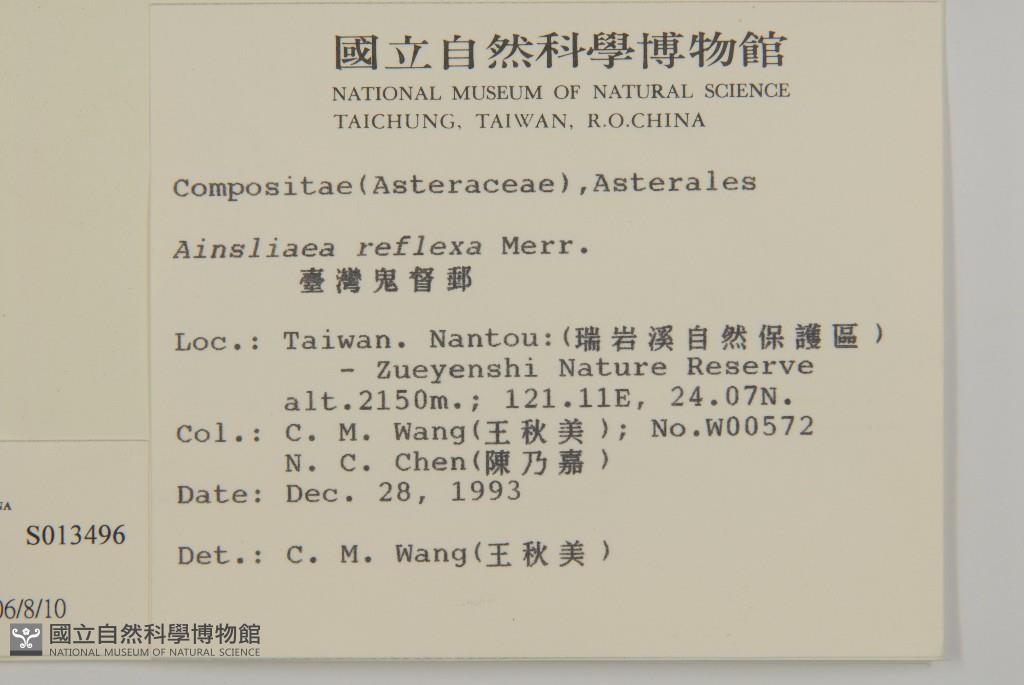 國立自然科學博物館
NATIONAL MUSEUM OF NATURAL SCIENCE
TAICHUNG, TAIWAN, R.O.CHINA
Compositae(Asteraceae),Asterales
Ainsliaea reflexa Merr.
臺灣鬼督郵
Loc.: Taiwan. Nantou:(瑞岩溪自然保護區)
- Zueyenshi Nature Reserve
alt.2150m.; 121.11E, 24.07N.
Col.: C. M. Wang(王秋美); No.W00572
N. C. Chen(陳乃嘉)
Date: Dec. 28, 1993
Det.: C. M. Wang(王秋美)
NA
S013496
06/8/10
國立自然科學博物館
NATIONAL MUSEUM OF NATURAL SCIENCE